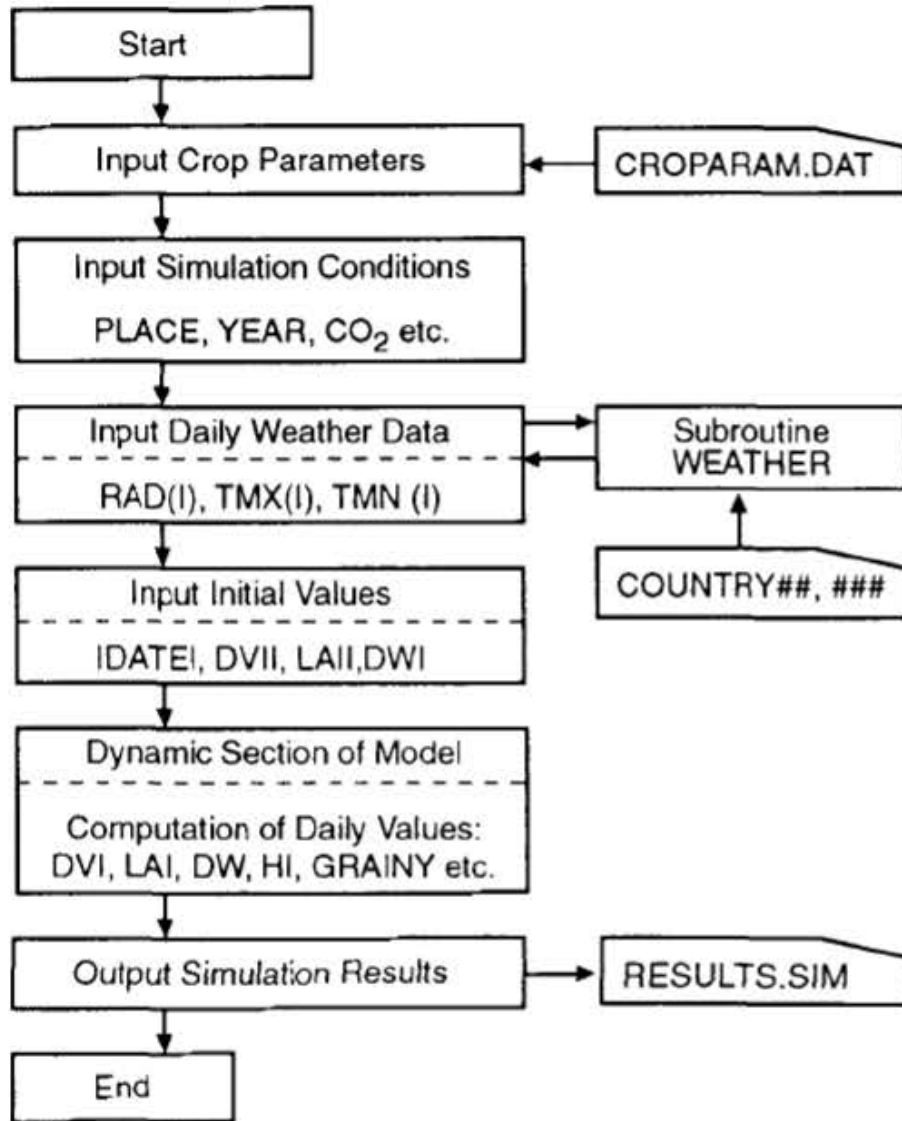 Start
Input Crop Parameters
CROPARAM.DAT
Input Simulation Conditions
PLACE, YEAR, CO₂ etc.
Input Daily Weather Data
RAD(I), TMX(I), TMN (I)
Subroutine
WEATHER
COUNTRY##, ###
Input Initial Values
IDATEI, DVII, LAII,DWI
Dynamic Section of Model
Computation of Daily Values:
DVI, LAI, DW, HI, GRAINY etc.
Output Simulation Results
RESULTS.SIM
End